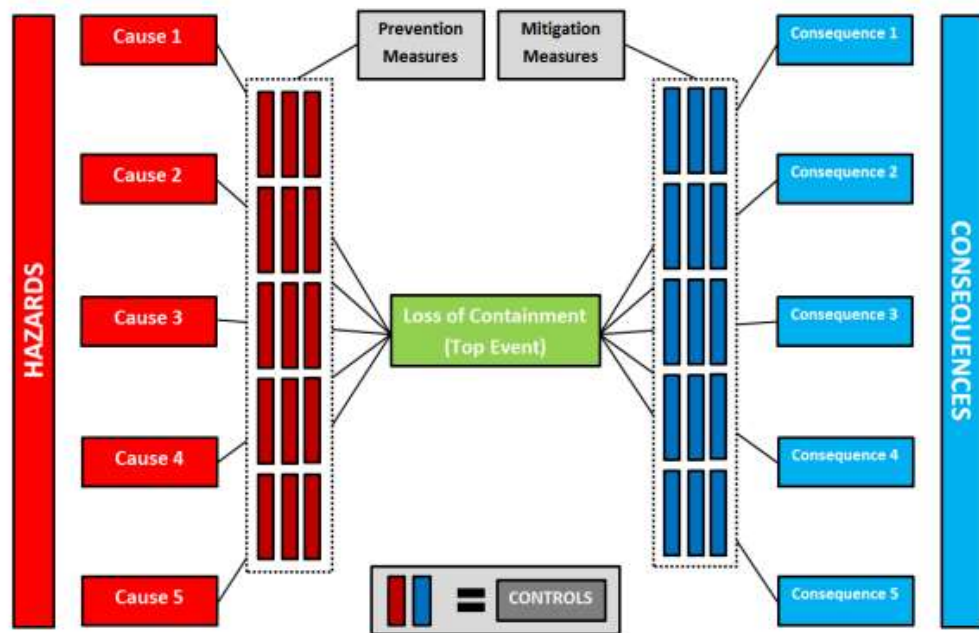 HAZARDS
Cause 1
Cause 2
Cause 3
Cause 4
Cause 5
Prevention
Measures
Mitigation
Measures
Loss of Containment
(Top Event)
=
CONTROLS
Consequence 1
Consequence 2
Consequence 3
Consequence 4
Consequence 5
CONSEQUENCES